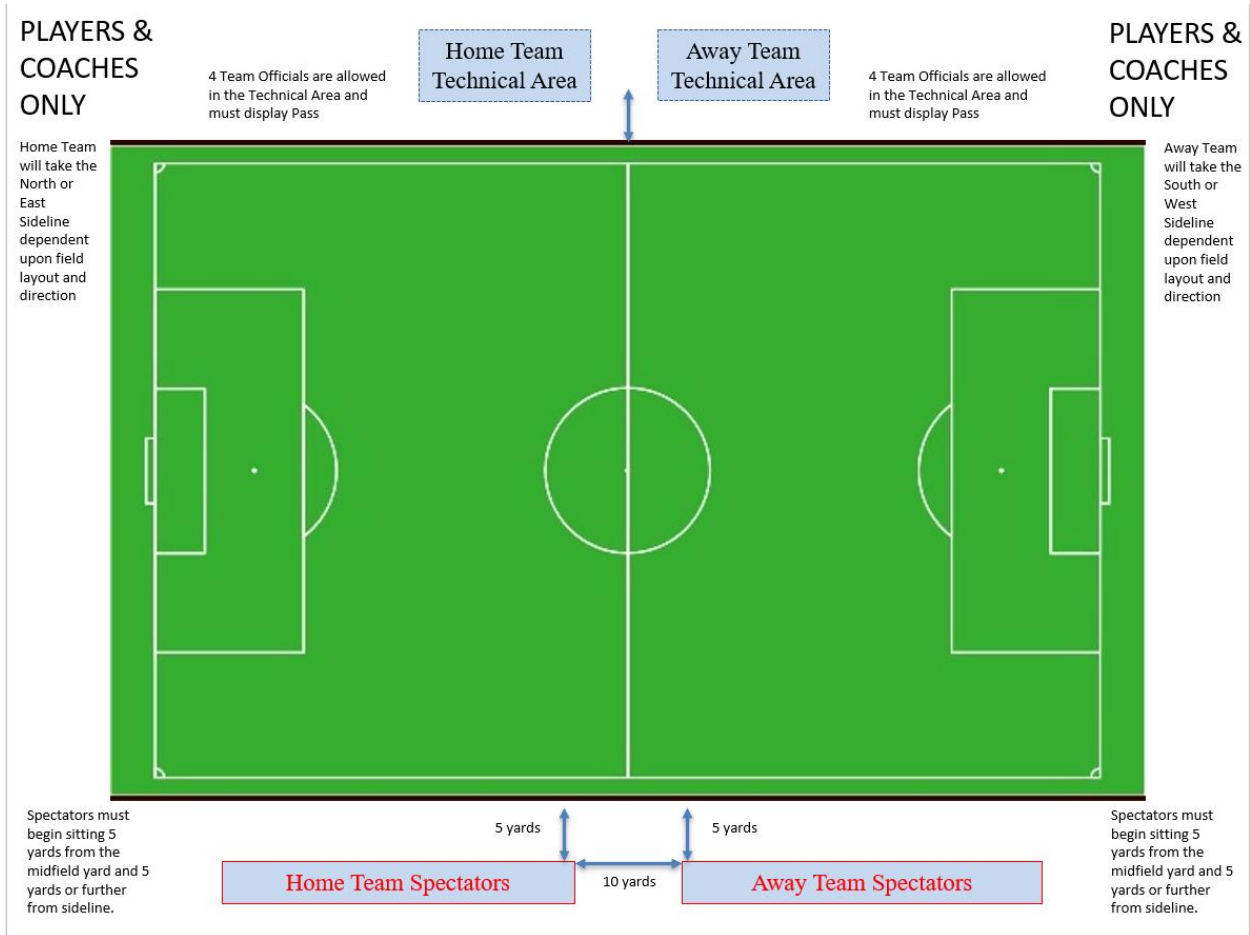 PLAYERS &
COACHES
ONLY
4 Team Officials are allowed
in the Technical Area and
must display Pass
Home Team
Technical Area
Away Team
Technical Area
4 Team Officials are allowed
in the Technical Area and
must display Pass
PLAYERS &
COACHES
ONLY
Home Team
will take the
North or
East
Sideline
dependent
upon field
layout and
direction
Away Team
will take the
South or
West
Sideline
dependent
upon field
layout and
direction
Spectators must
begin sitting 5
yards from the
midfield yard and 5
yards or further
from sideline.
5 yards
5 yards
Home Team Spectators
10 yards
Away Team Spectators
Spectators must
begin sitting 5
yards from the
midfield yard and 5
yards or further
from sideline.